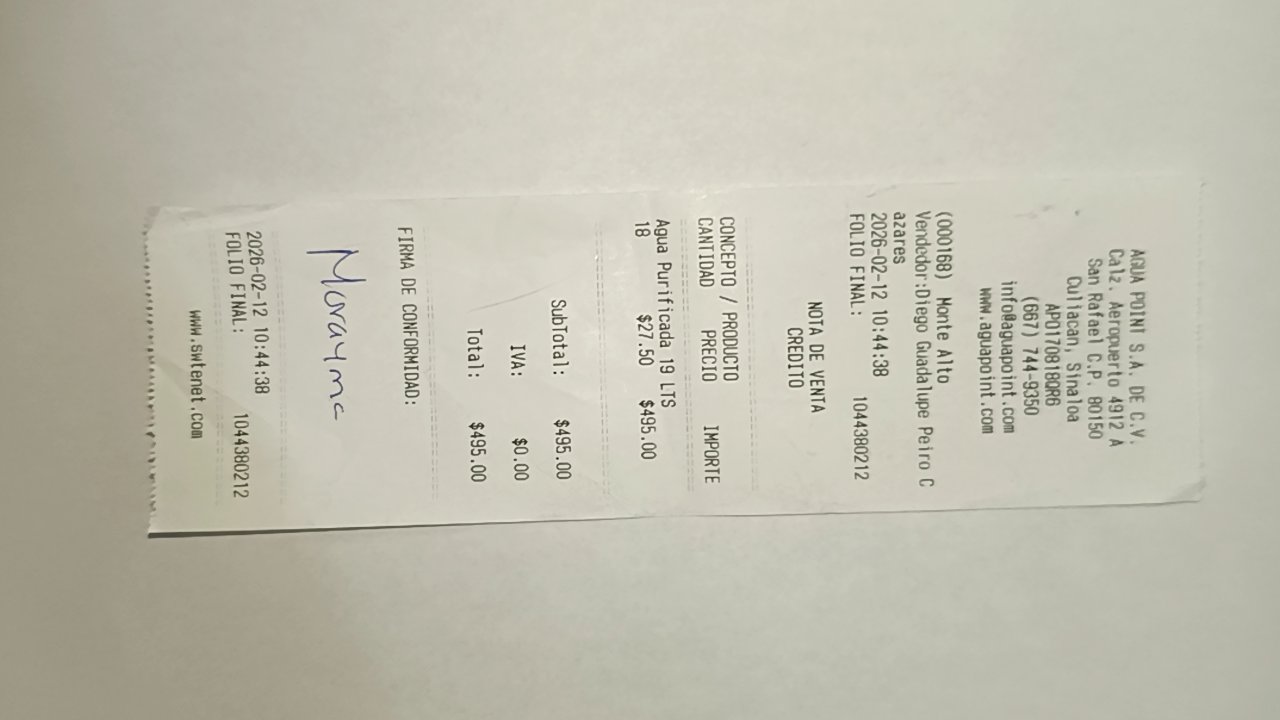 AGUA POINT S.A. DE C.V.
Calz. Aeropuerto 4912 A
San Rafael C.P. 80150
Culiacan, Sinaloa
APO170818QR6
(667) 744-9350
info@aguapoint.com
www.aguapoint.com
(000168) Monte Alto
Vendedor:Diego Guadalupe Peiro C
azares
2026-02-12 10:44:38
FOLIO FINAL: 1044380212
NOTA DE VENTA
CREDITO
CONCEPTO / PRODUCTO
CANTIDAD PRECIO IMPORTE
Agua Purificada 19 LTS
18 $27.50 $495.00
SubTotal: $495.00
IVA: $0.00
Total: $495.00
FIRMA DE CONFORMIDAD:
Morayma
2026-02-12 10:44:38
FOLIO FINAL: 1044380212
www.swtenet.com